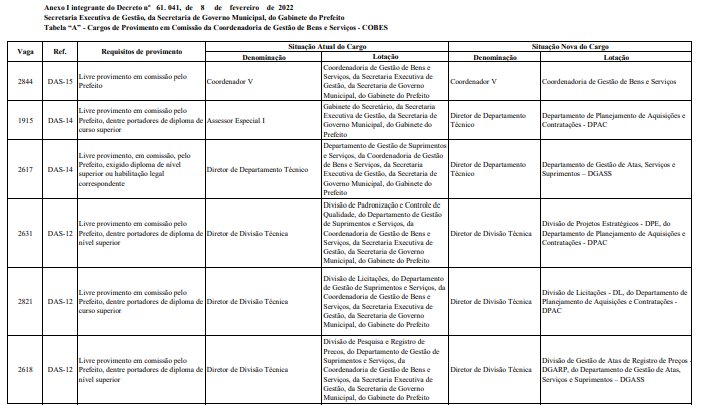 Anexo I integrante do Decreto nº 61. 041, de 8 de fevereiro de 2022
Secretaria Executiva de Gestão, da Secretaria de Governo Municipal, do Gabinete do Prefeito
Tabela “A” - Cargos de Provimento em Comissão da Coordenadoria de Gestão de Bens e Serviços - COBES
Vaga Ref. Requisitos de provimento Situação Atual do Cargo Situação Nova do Cargo
Denominação Lotação Denominação Lotação
2844 DAS-15
Livre provimento em comissão pelo
Prefeito
Coordenador V
Coordenadoria de Gestão de Bens e
Serviços, da Secretaria Executiva de
Gestão, da Secretaria de Governo
Municipal, do Gabinete do Prefeito
Coordenador V
Coordenadoria de Gestão de Bens e Serviços
1915 DAS-14
Livre provimento em comissão pelo
Prefeito, dentre portadores de diploma de
curso superior
Assessor Especial I
Gabinete do Secretário, da Secretaria
Executiva de Gestão, da Secretaria de
Governo Municipal, do Gabinete do
Prefeito
Diretor de Departamento
Técnico
Departamento de Planejamento de Aquisições e
Contratações - DPAC
2617 DAS-14
Livre provimento, em comissão, pelo
Prefeito, exigido diploma de nível
superior ou habilitação legal
correspondente
Diretor de Departamento Técnico
Departamento de Gestão de Suprimentos
e Serviços, da Coordenadoria de Gestão
de Bens e Serviços, da Secretaria
Executiva de Gestão, da Secretaria de
Governo Municipal, do Gabinete do
Prefeito
Diretor de Departamento
Técnico
Departamento de Gestão de Atas, Serviços e
Suprimentos – DGASS
2631 DAS-12
Livre provimento em comissão pelo
Prefeito, dentre portadores de diploma de
nível superior
Diretor de Divisão Técnica
Divisão de Padronização e Controle de
Qualidade, do Departamento de Gestão
de Suprimentos e Serviços, da
Coordenadoria de Gestão de Bens e
Serviços, da Secretaria Executiva de
Gestão, da Secretaria de Governo
Municipal, do Gabinete do Prefeito
Diretor de Divisão Técnica
Divisão de Projetos Estratégicos - DPE, do
Departamento de Planejamento de Aquisições
e Contratações - DPAC
2821 DAS-12
Livre provimento em comissão pelo
Prefeito, dentre portadores de diploma de
curso superior
Diretor de Divisão Técnica
Divisão de Licitações, do Departamento
de Gestão de Suprimentos e Serviços, da
Coordenadoria de Gestão de Bens e
Serviços, da Secretaria Executiva de
Gestão, da Secretaria de Governo
Municipal, do Gabinete do Prefeito
Diretor de Divisão Técnica
Divisão de Licitações - DL, do Departamento de
Planejamento de Aquisições e Contratações -
DPAC
2618 DAS-12
Livre provimento em comissão pelo
Prefeito, dentre portadores de diploma de
nível superior
Diretor de Divisão Técnica
Divisão de Pesquisa e Registro de
Preços, do Departamento de Gestão de
Suprimentos e Serviços, da
Coordenadoria de Gestão de Bens e
Serviços, da Secretaria Executiva de
Gestão, da Secretaria de Governo
Municipal, do Gabinete do Prefeito
Diretor de Divisão Técnica
Divisão de Gestão de Atas de Registro de Preços -
DGARP, do Departamento de Gestão de Atas,
Serviços e Suprimentos – DGASS